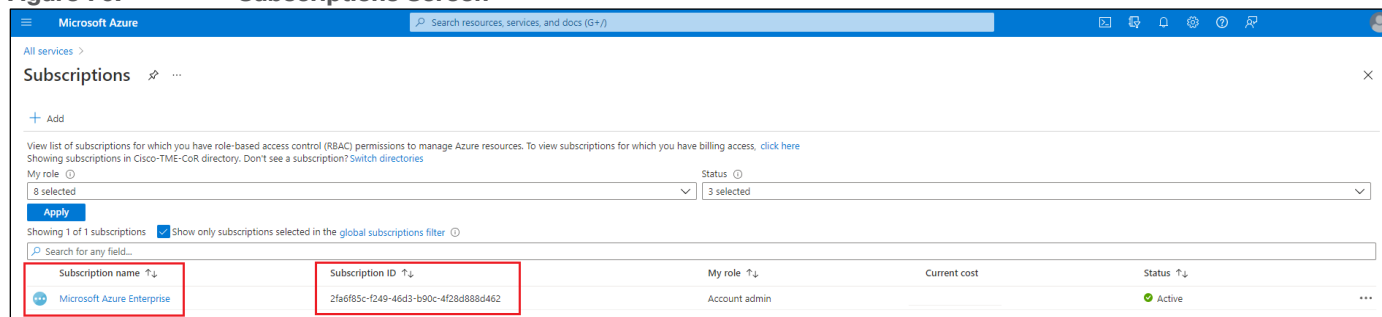 Microsoft Azure
Search resources, services, and docs (G+/)
All services >
Subscriptions
+ Add
View list of subscriptions for which you have role-based access control (RBAC) permissions to manage Azure resources. To view subscriptions for which you have billing access, click here
Showing subscriptions in Cisco-TME-CoR directory. Don't see a subscription? Switch directories
My role Status
8 selected 3 selected
Apply
Showing 1 of 1 subscriptions Show only subscriptions selected in the global subscriptions filter
Search for any field...
Subscription name ↑↓ Subscription ID ↑↓ My role ↑↓ Current cost Status ↑↓
Microsoft Azure Enterprise 2fa6f85c-f249-46d3-b90c-4f28d888d462 Account admin Active